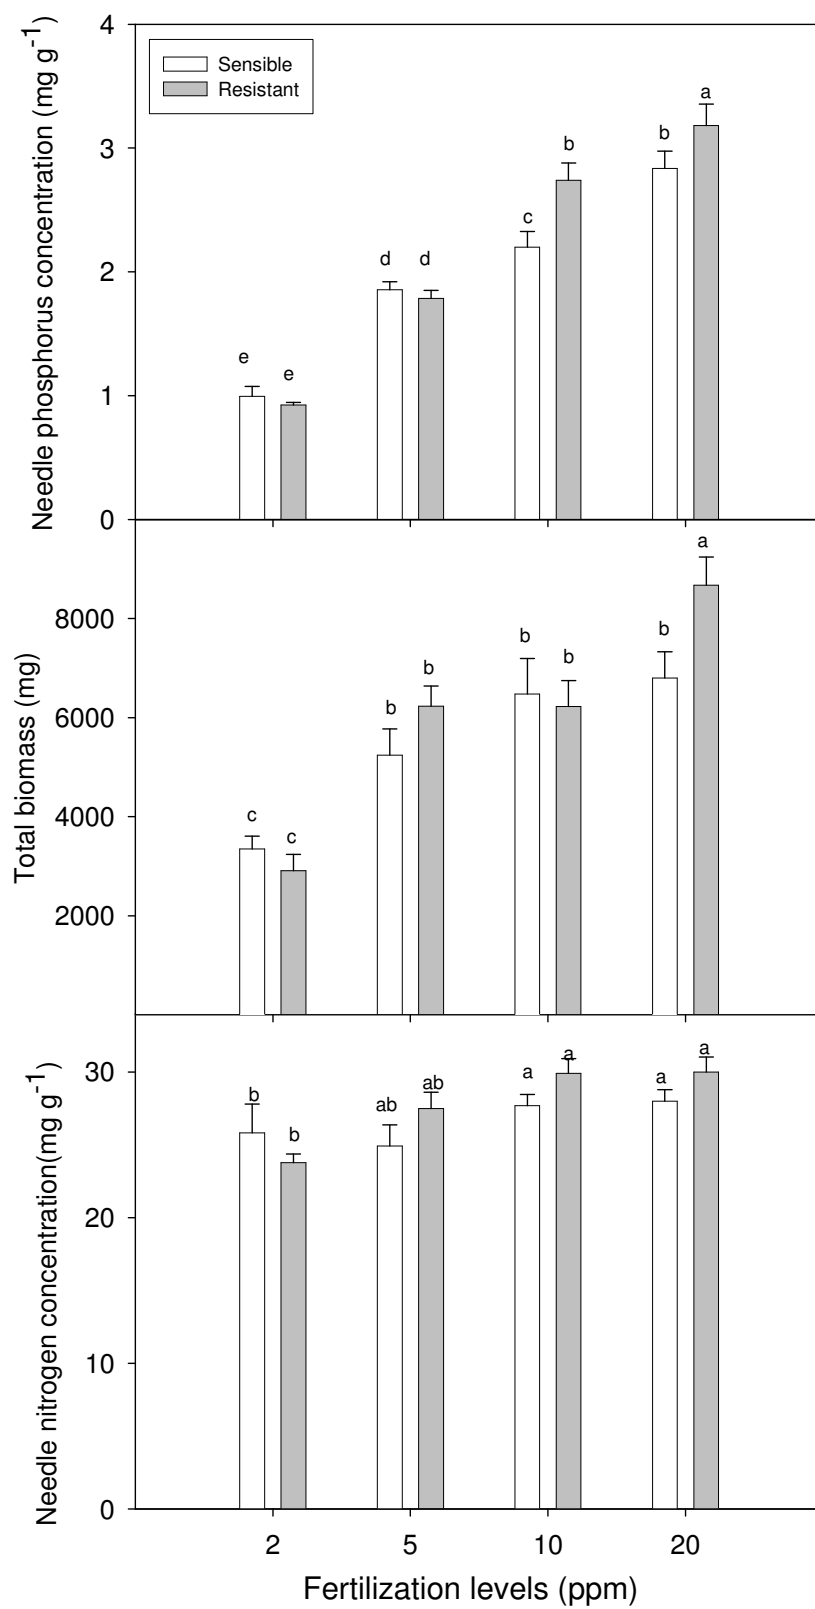 Needle phosphorus concentration (mg g-1)
4
3
2
1
0
Sensible
Resistant
e
e
d
d
c
b
b
a
Total biomass (mg)
8000
6000
4000
2000
c
c
b
b
b
b
b
a
Needle nitrogen concentration(mg g-1)
30
20
10
0
b
b
ab
ab
a
a
a
a
2 5 10 20
Fertilization levels (ppm)